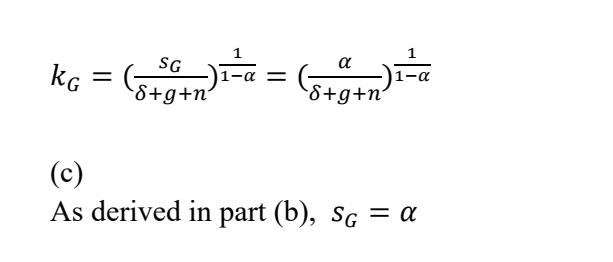 k_G = (s_G/(δ+g+n))^(1/(1−α)) = (α/(δ+g+n))^(1/(1−α))
(c)
As derived in part (b), s_G = α